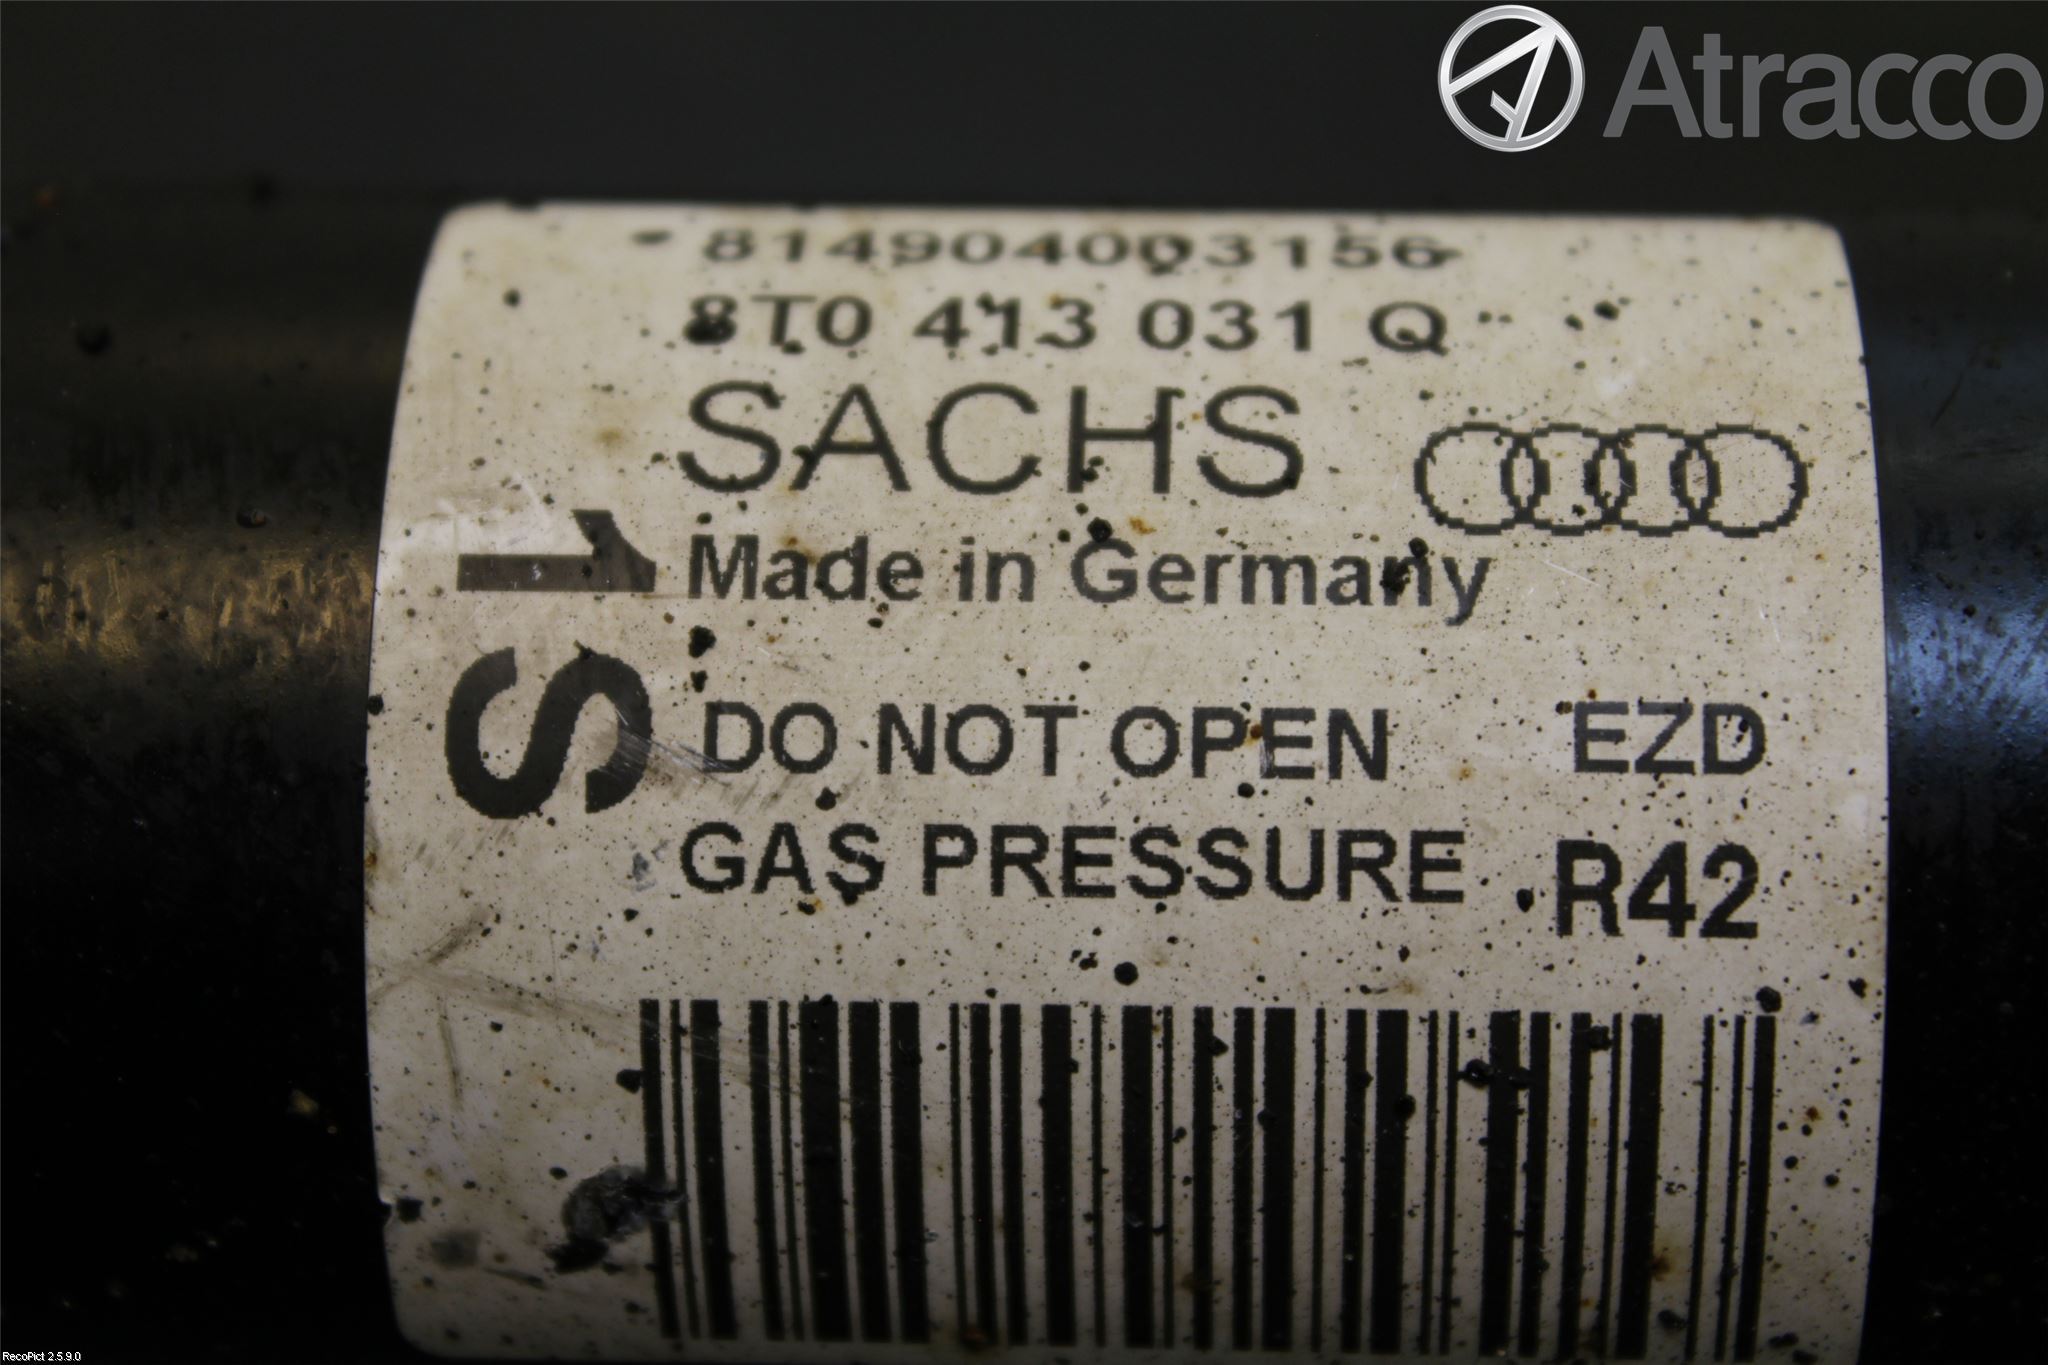 Atracco
814904003156
8T0 413 031 Q
SACHS
Made in Germany
S1
DO NOT OPEN EZD
GAS PRESSURE R42
RecoPict 2.5.9.0